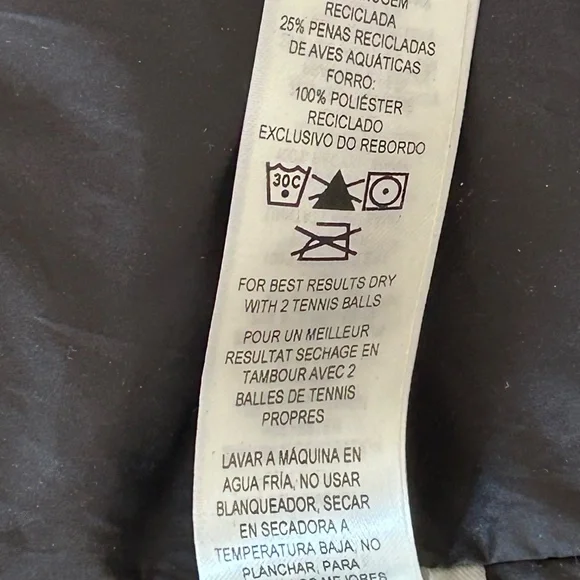 RECICLADA
25% PENAS RECICLADAS
DE AVES AQUÁTICAS
FORRO:
100% POLIÉSTER
RECICLADO
EXCLUSIVO DO REBORDO
30C
FOR BEST RESULTS DRY
WITH 2 TENNIS BALLS
POUR UN MEILLEUR
RESULTAT SECHAGE EN
TAMBOUR AVEC 2
BALLES DE TENNIS
PROPRES
LAVAR A MÁQUINA EN
AGUA FRÍA, NO USAR
BLANQUEADOR, SECAR
EN SECADORA A
TEMPERATURA BAJA, NO
PLANCHAR, PARA